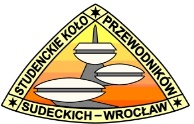 STUDENCKIE KOŁO
PRZEWODNIKÓW
SUDECKICH – WROCŁAW